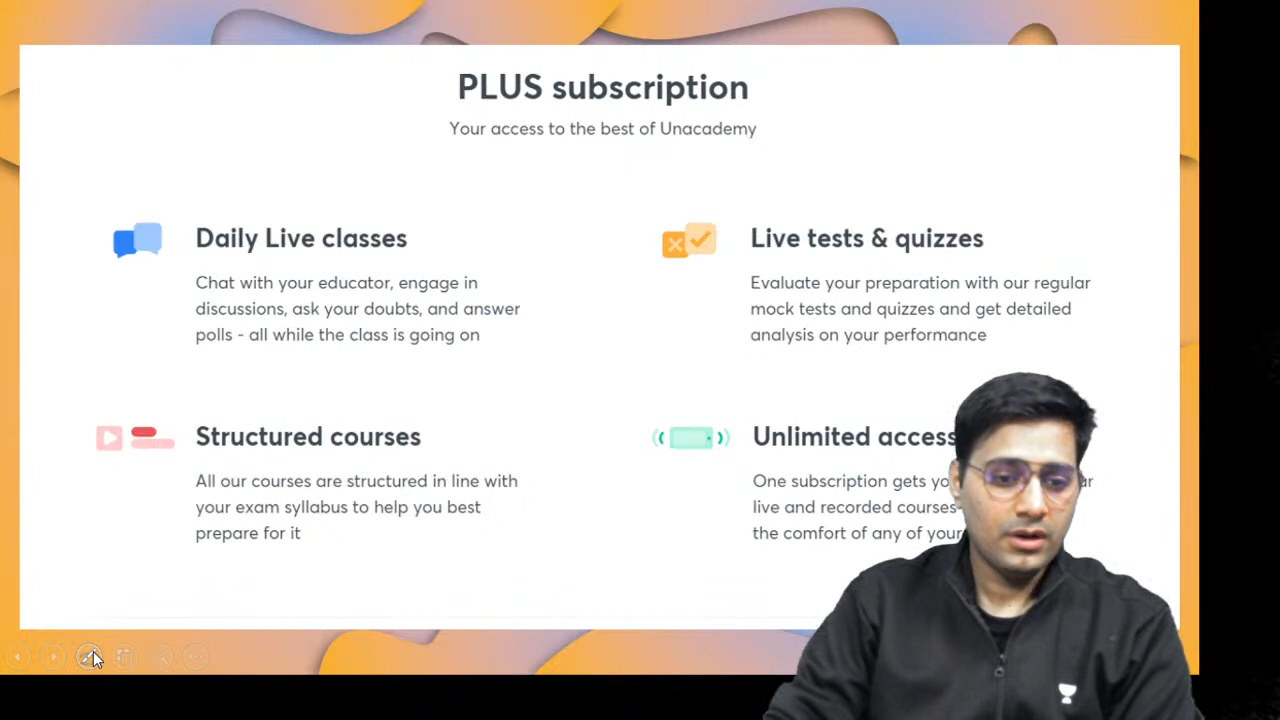 PLUS subscription
Your access to the best of Unacademy
Daily Live classes
Chat with your educator, engage in
discussions, ask your doubts, and answer
polls - all while the class is going on
Live tests & quizzes
Evaluate your preparation with our regular
mock tests and quizzes and get detailed
analysis on your performance
Structured courses
All our courses are structured in line with
your exam syllabus to help you best
prepare for it
Unlimited access
One subscription gets
live and recorded courses
the comfort of any of your